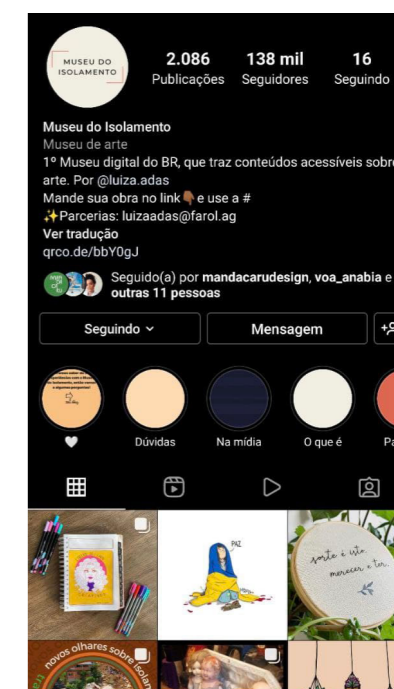 MUSEU DO
ISOLAMENTO
2.086
Publicações
138 mil
Seguidores
16
Seguindo
Museu do Isolamento
Museu de arte
1º Museu digital do BR, que traz conteúdos acessíveis sobre
arte. Por @luiza.adas
Mande sua obra no link👇🏾e use a #
✨Parcerias: luizaadas@farol.ag
Ver tradução
qrco.de/bbY0gJ
Seguido(a) por mandacarudesign, voa_anabia e
outras 11 pessoas
Seguindo
Mensagem
🤍
Dúvidas
Na mídia
O que é
Pa
PAZ
sorte é isto.
merecer e ter.
novos olhares sobre